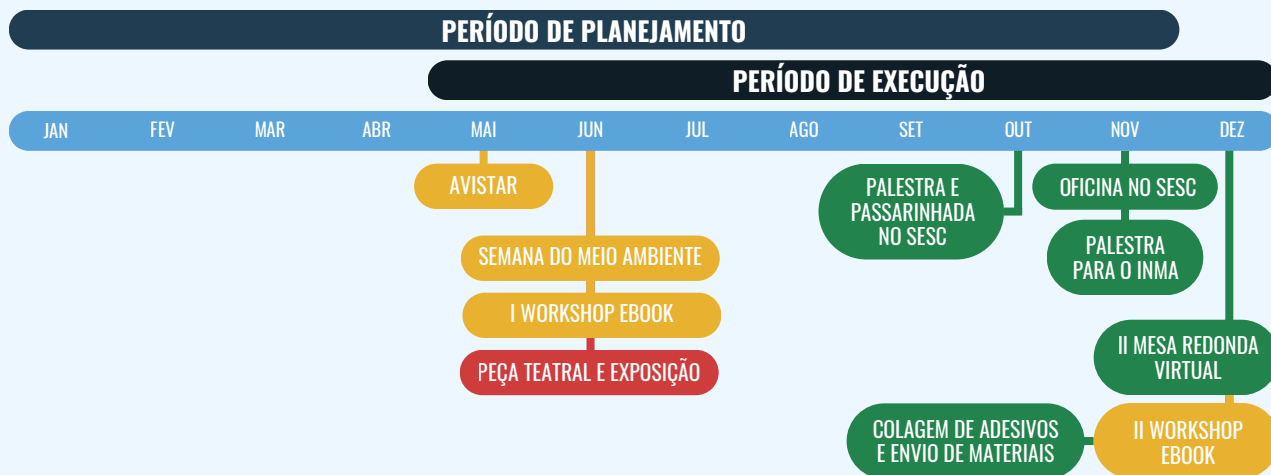 PERÍODO DE PLANEJAMENTO
PERÍODO DE EXECUÇÃO
JAN FEV MAR ABR MAI JUN JUL AGO SET OUT NOV DEZ
AVISTAR
SEMANA DO MEIO AMBIENTE
I WORKSHOP EBOOK
PEÇA TEATRAL E EXPOSIÇÃO
PALESTRA E
PASSARINHADA
NO SESC
OFICINA NO SESC
PALESTRA
PARA O INMA
II MESA REDONDA
VIRTUAL
COLAGEM DE ADESIVOS
E ENVIO DE MATERIAIS
II WORKSHOP
EBOOK